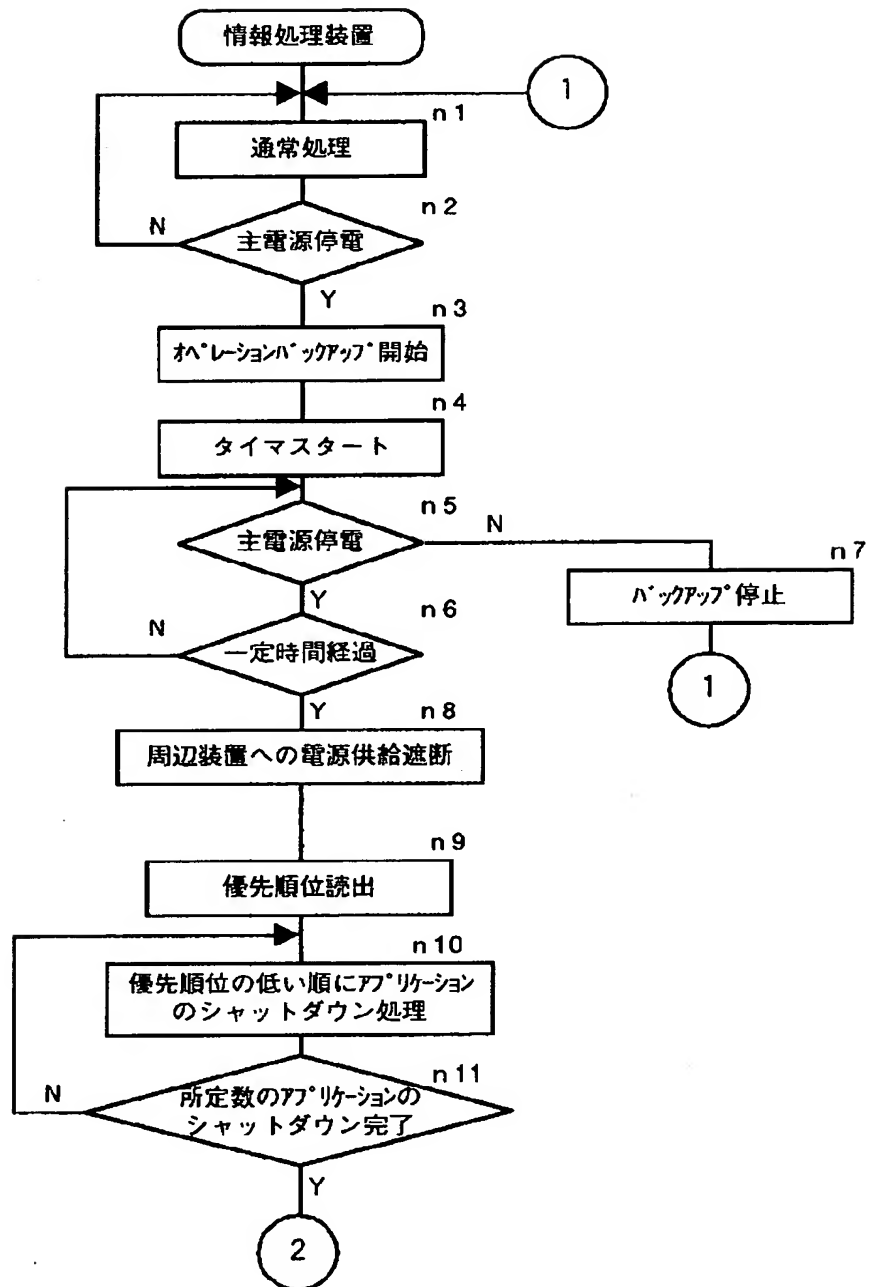 情報処理装置
1
n1
通常処理
n2
N
主電源停電
Y
n3
オペレーションバックアップ開始
n4
タイマスタート
n5
主電源停電
N
n7
バックアップ停止
1
Y
n6
N
一定時間経過
Y
n8
周辺装置への電源供給遮断
n9
優先順位読出
n10
優先順位の低い順にアプリケーション
のシャットダウン処理
n11
N
所定数のアプリケーションの
シャットダウン完了
Y
2